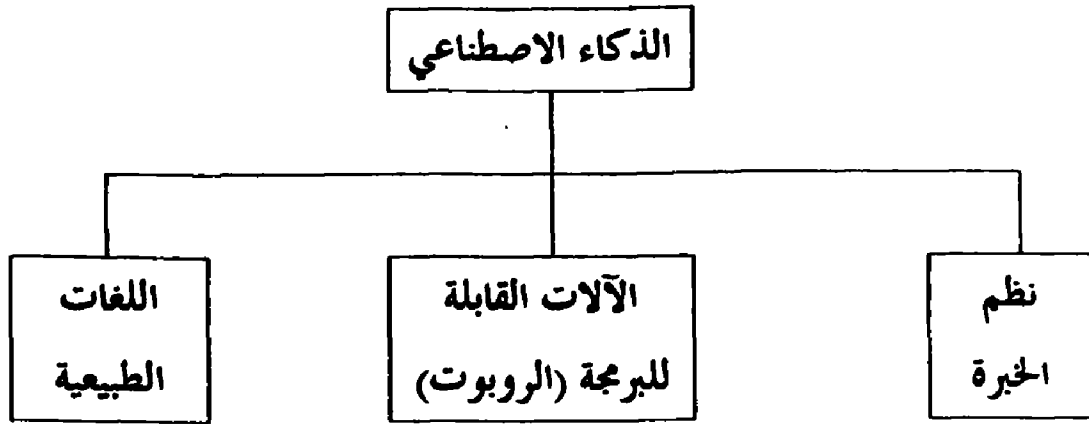 الذكاء الاصطناعي
نظم
الخبرة
الآلات القابلة
للبرمجة (الروبوت)
اللغات
الطبيعية